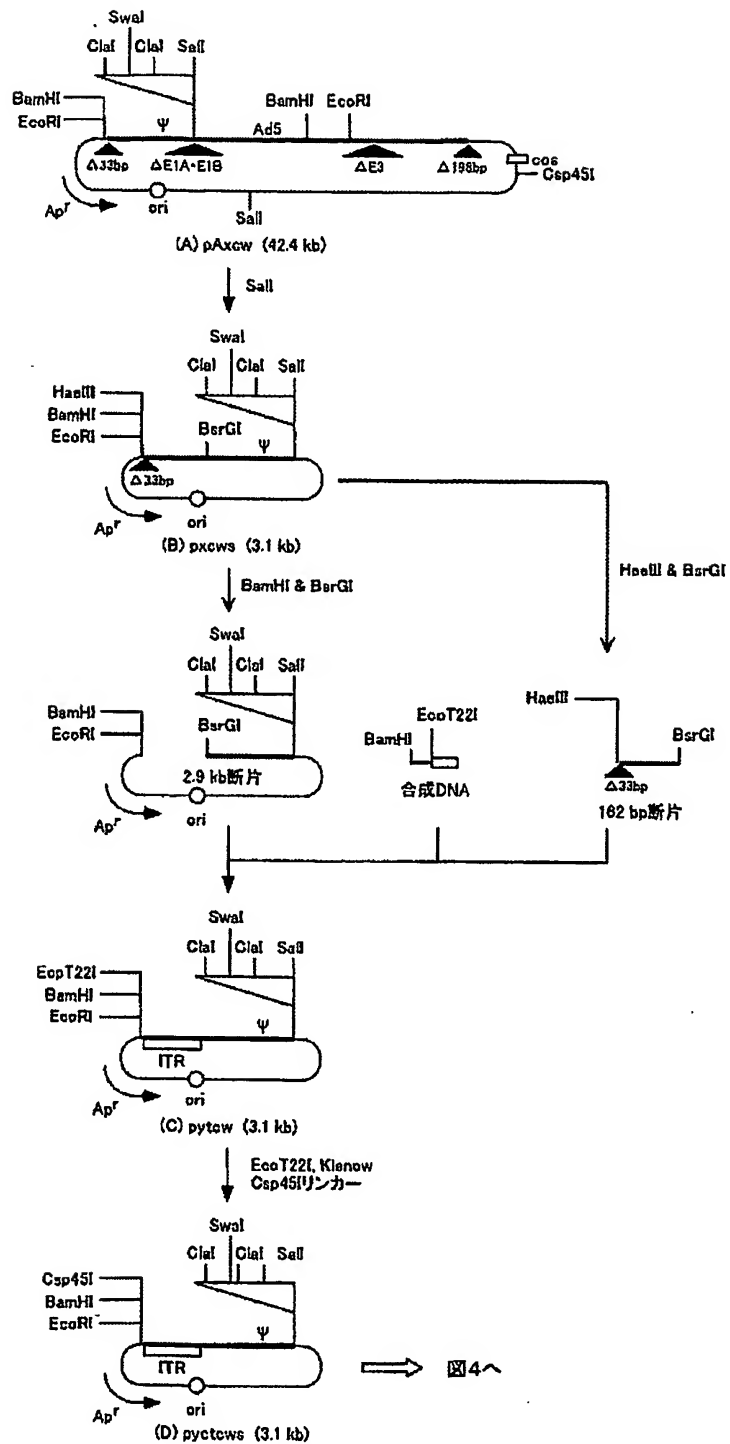 SwaI
ClaI ClaI SalI
BamHI
EcoRI
ψ
Ad5
BamHI EcoRI
Δ33bp
ΔE1A・E1B
ΔE3
Δ198bp
cos
Csp45I
Apr
ori
SalI
(A) pAxcw (42.4 kb)
SalI
SwaI
ClaI ClaI SalI
HaeIII
BamHI
EcoRI
BsrGI
ψ
Δ33bp
Apr
ori
(B) pxcws (3.1 kb)
BamHI & BsrGI
HaeIII & BsrGI
SwaI
ClaI ClaI SalI
BamHI
EcoRI
BsrGI
2.9 kb断片
Apr
ori
EcoT22I
BamHI
合成DNA
HaeIII
BsrGI
Δ33bp
162 bp断片
SwaI
ClaI ClaI SalI
EcoT22I
BamHI
EcoRI
ψ
ITR
Apr
ori
(C) pytcw (3.1 kb)
EcoT22I, Klenow
Csp45Iリンカー
SwaI
ClaI ClaI SalI
Csp45I
BamHI
EcoRI
ψ
ITR
Apr
ori
(D) pyctcws (3.1 kb)
図4へ